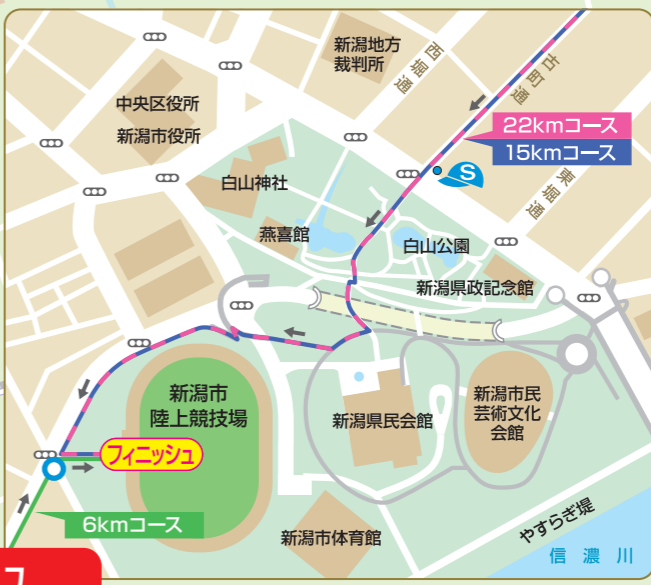 新潟地方
裁判所
西堀通
古町通
中央区役所
新潟市役所
22kmコース
15kmコース
S
東堀通
白山神社
燕喜館
白山公園
新潟県政記念館
新潟市
陸上競技場
新潟県民会館
新潟市民
芸術文化
会館
フィニッシュ
6kmコース
新潟市体育館
やすらぎ堤
信濃川